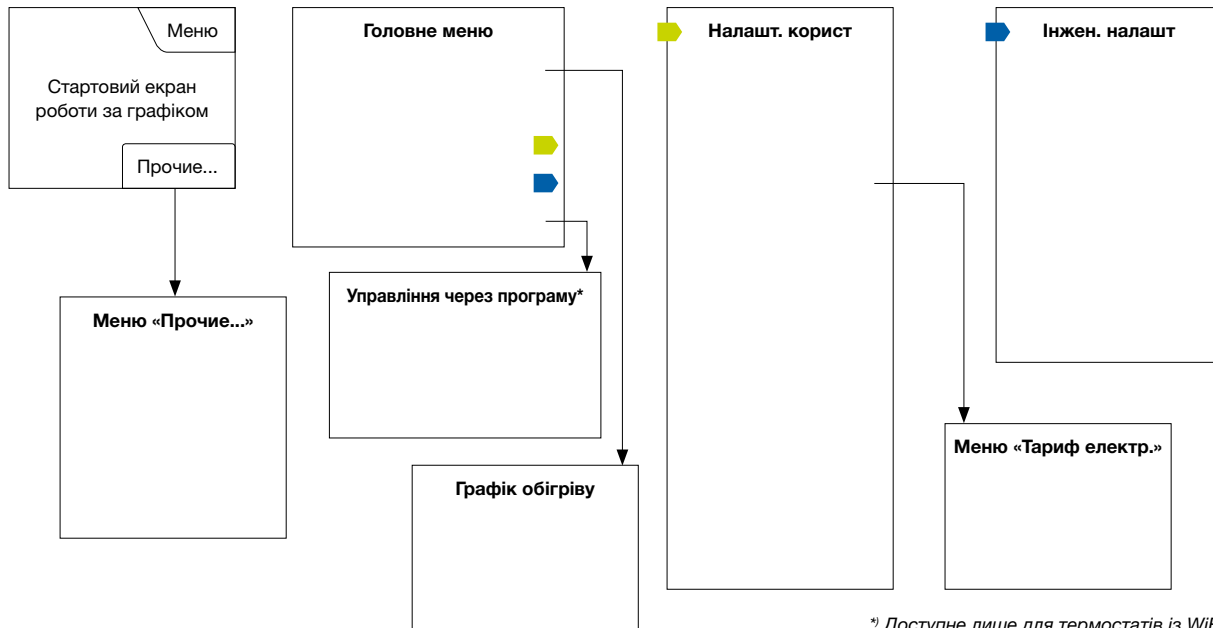 Меню
Стартовий екран
роботи за графіком
Прочие...
Меню «Прочие...»
Головне меню
Управління через програму*
Графік обігріву
Налашт. корист
Інжен. налашт
Меню «Тариф електр.»
*) Доступне лише для термостатів із